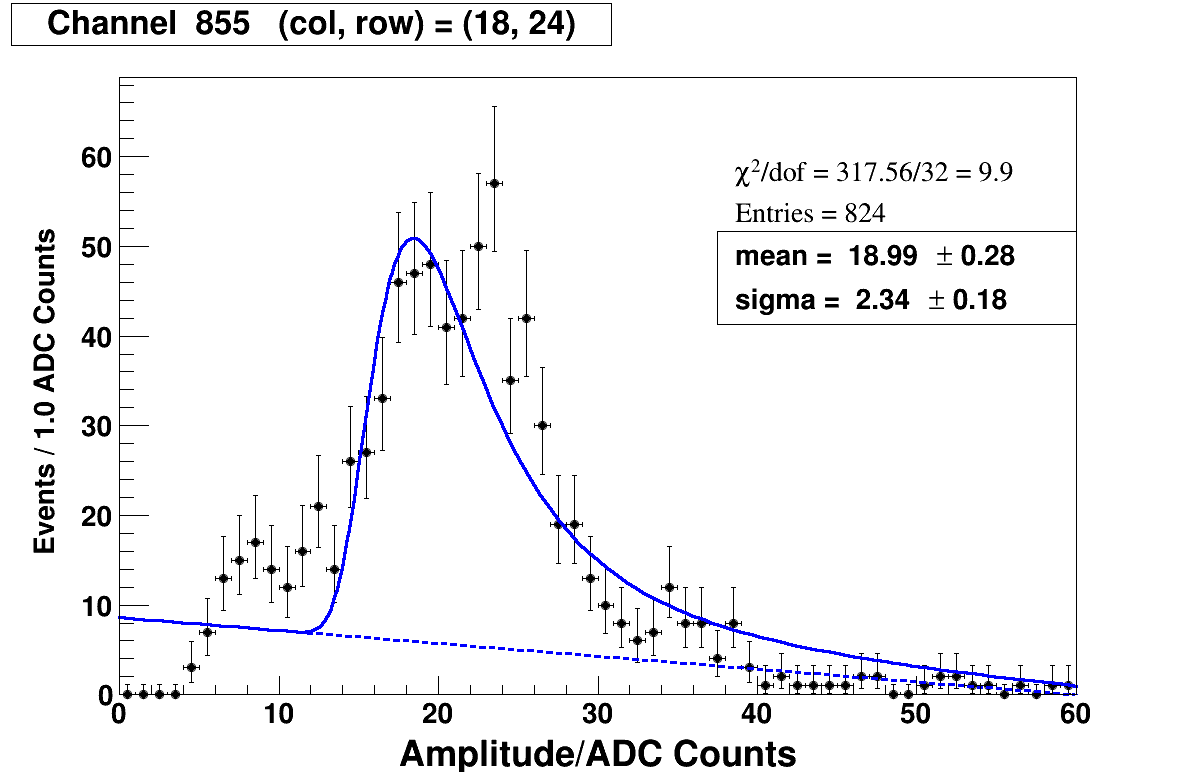 Channel 855 (col, row) = (18, 24)
χ²/dof = 317.56/32 = 9.9
Entries = 824
mean = 18.99 ± 0.28
sigma = 2.34 ± 0.18
Events / 1.0 ADC Counts
60
50
40
30
20
10
0
0 10 20 30 40 50 60
Amplitude/ADC Counts